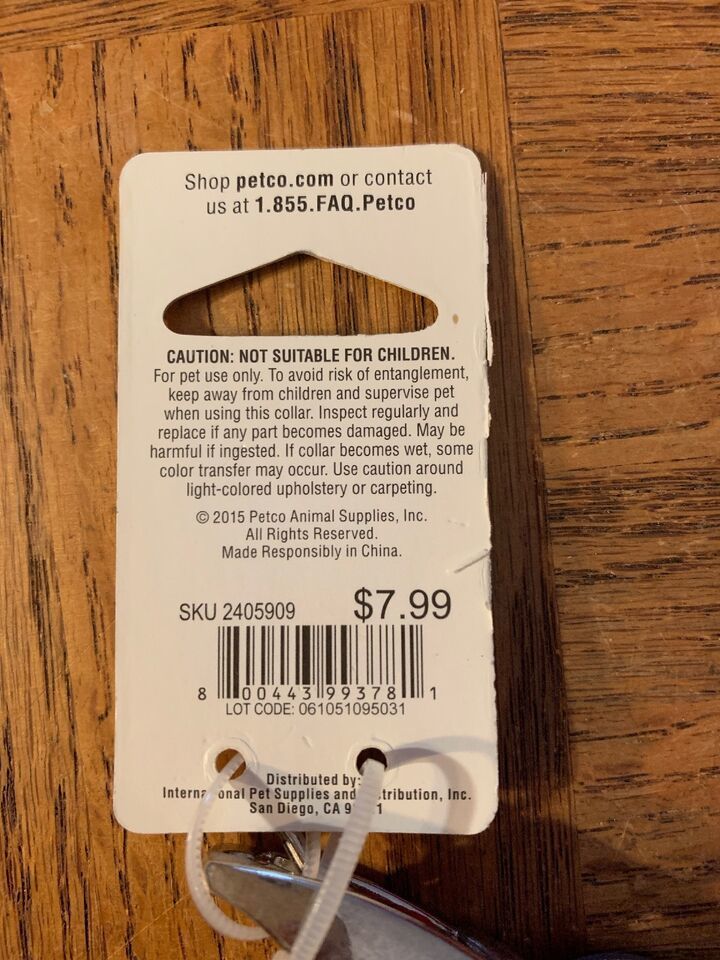 Shop petco.com or contact
us at 1.855.FAQ.Petco
CAUTION: NOT SUITABLE FOR CHILDREN.
For pet use only. To avoid risk of entanglement,
keep away from children and supervise pet
when using this collar. Inspect regularly and
replace if any part becomes damaged. May be
harmful if ingested. If collar becomes wet, some
color transfer may occur. Use caution around
light-colored upholstery or carpeting.
© 2015 Petco Animal Supplies, Inc.
All Rights Reserved.
Made Responsibly in China.
SKU 2405909 $7.99
8 00443 99378 1
LOT CODE: 061051095031
Distributed by:
Pet Supplies and Inc.
San Diego, CA